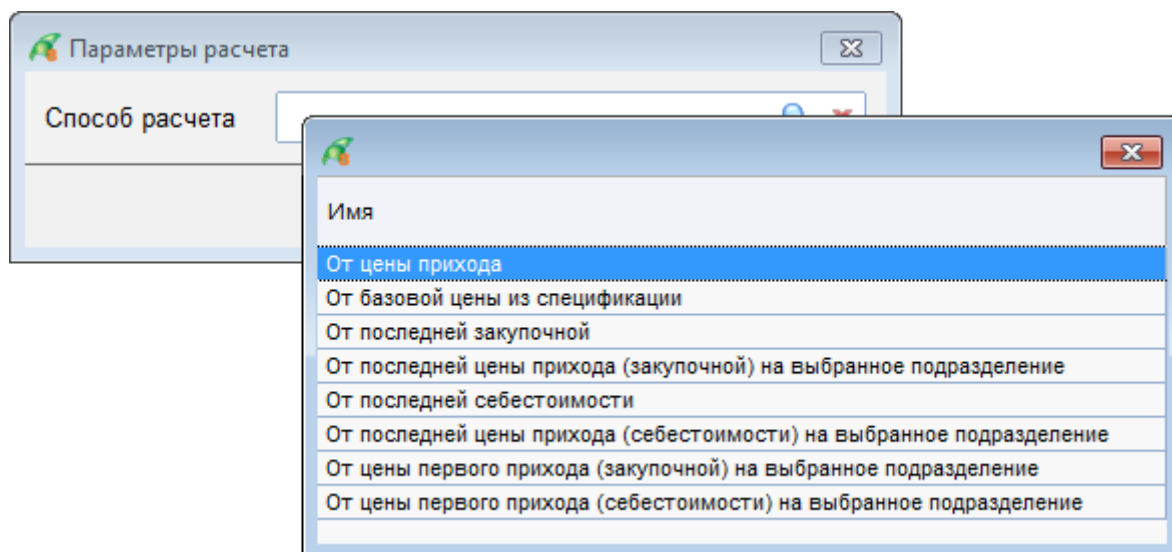 Параметры расчета
Способ расчета
Имя
От цены прихода
От базовой цены из спецификации
От последней закупочной
От последней цены прихода (закупочной) на выбранное подразделение
От последней себестоимости
От последней цены прихода (себестоимости) на выбранное подразделение
От цены первого прихода (закупочной) на выбранное подразделение
От цены первого прихода (себестоимости) на выбранное подразделение